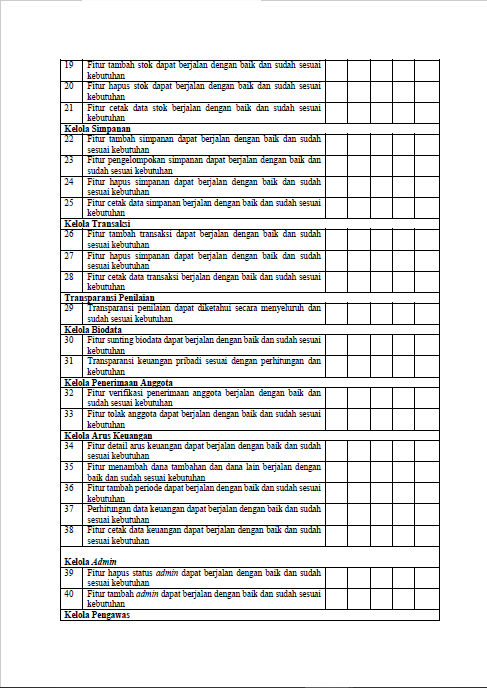 19 Fitur tambah stok dapat berjalan dengan baik dan sudah sesuai
kebutuhan
20 Fitur hapus stok dapat berjalan dengan baik dan sudah sesuai
kebutuhan
21 Fitur cetak data stok berjalan dengan baik dan sudah sesuai
kebutuhan
Kelola Simpanan
22 Fitur tambah simpanan dapat berjalan dengan baik dan sudah
sesuai kebutuhan
23 Fitur pengelompokan simpanan dapat berjalan dengan baik dan
sudah sesuai kebutuhan
24 Fitur hapus simpanan dapat berjalan dengan baik dan sudah
sesuai kebutuhan
25 Fitur cetak data simpanan berjalan dengan baik dan sudah sesuai
kebutuhan
Kelola Transaksi
26 Fitur tambah transaksi dapat berjalan dengan baik dan sudah
sesuai kebutuhan
27 Fitur hapus simpanan dapat berjalan dengan baik dan sudah
sesuai kebutuhan
28 Fitur cetak data transaksi berjalan dengan baik dan sudah sesuai
kebutuhan
Transparansi Penilaian
29 Transparansi penilaian dapat diketahui secara menyeluruh dan
sudah sesuai kebutuhan
Kelola Biodata
30 Fitur sunting biodata dapat berjalan dengan baik dan sudah sesuai
kebutuhan
31 Transparansi keuangan pribadi sesuai dengan perhitungan dan
kebutuhan
Kelola Penerimaan Anggota
32 Fitur verifikasi penerimaan anggota berjalan dengan baik dan
sudah sesuai kebutuhan
33 Fitur tolak anggota dapat berjalan dengan baik dan sudah sesuai
kebutuhan
Kelola Arus Keuangan
34 Fitur detail arus keuangan dapat berjalan dengan baik dan sudah
sesuai kebutuhan
35 Fitur menambah dana tambahan dan dana lain berjalan dengan
baik dan sudah sesuai kebutuhan
36 Fitur tambah periode dapat berjalan dengan baik dan sudah sesuai
kebutuhan
37 Perhitungan data keuangan dapat berjalan dengan baik dan sudah
sesuai kebutuhan
38 Fitur cetak data keuangan dapat berjalan dengan baik dan sudah
sesuai kebutuhan
Kelola Admin
39 Fitur hapus status admin dapat berjalan dengan baik dan sudah
sesuai kebutuhan
40 Fitur tambah admin dapat berjalan dengan baik dan sudah sesuai
kebutuhan
Kelola Pengawas